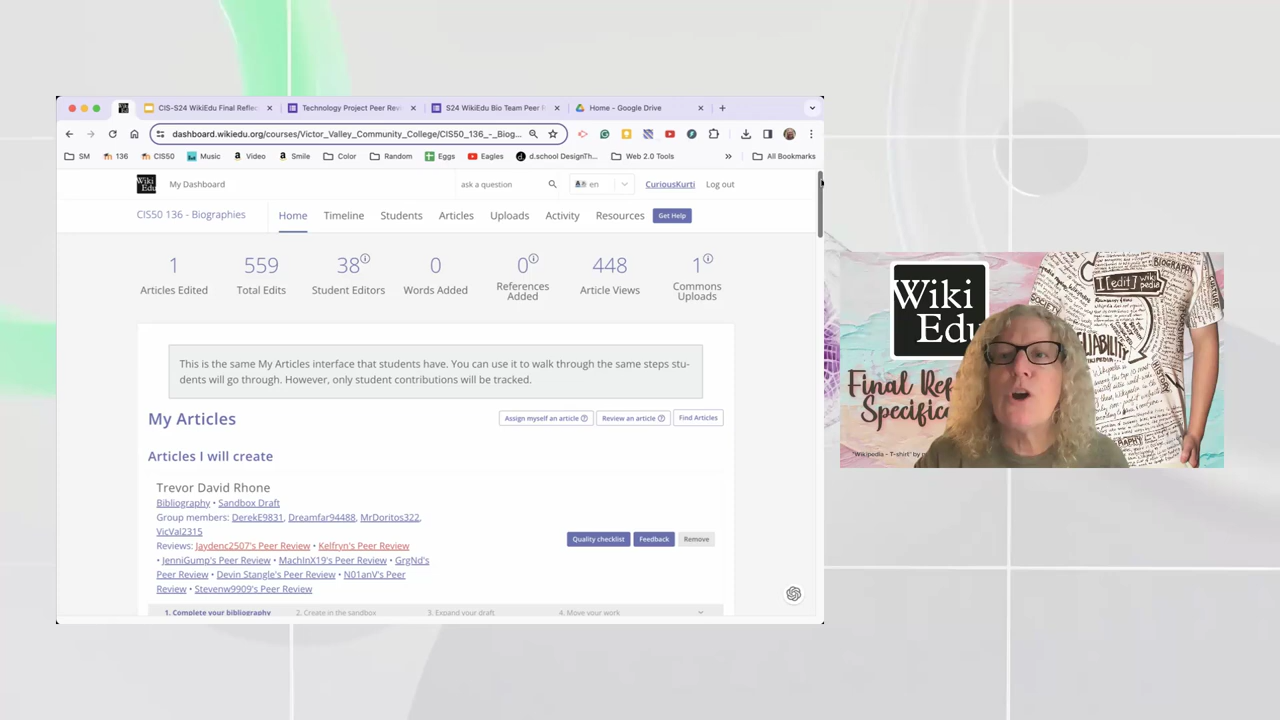 CIS-S24 WikiEdu Final Reflec
Technology Project Peer Rev
S24 WikiEdu Bio Team Peer R
Home - Google Drive
dashboard.wikiedu.org/courses/Victor_Valley_Community_College/CIS50_136_-_Biog...
SM
136
CIS50
Music
Video
Smile
Color
Random
Eggs
Eagles
d.school DesignTh...
Web 2.0 Tools
»
All Bookmarks
Wiki
Edu
My Dashboard
ask a question
en
CuriousKurti
Log out
CIS50 136 - Biographies
Home
Timeline
Students
Articles
Uploads
Activity
Resources
Get Help
1
559
38
0
0
448
1
Articles Edited
Total Edits
Student Editors
Words Added
References
Added
Article Views
Commons
Uploads
This is the same My Articles interface that students have. You can use it to walk through the same steps stu-
dents will go through. However, only student contributions will be tracked.
My Articles
Assign myself an article
Review an article
Find Articles
Articles I will create
Trevor David Rhone
Bibliography • Sandbox Draft
Group members: DerekE9831, Dreamfar94488, MrDoritos322,
VicVal2315
Reviews: Jaydenc2507's Peer Review • Kelfryn's Peer Review
• JenniGump's Peer Review • MachInX19's Peer Review • GrgNd's
Peer Review • Devin Stangle's Peer Review • N01anV's Peer
Review • Stevenw9909's Peer Review
Quality checklist
Feedback
Remove
1. Complete your bibliography
2. Create in the sandbox
3. Expand your draft
4. Move your work
Wiki
Edu
Final Ref
Specifica
"Wikipedia - T-shirt" by
I [edit] wiki
pedia
BIOGRAPHY